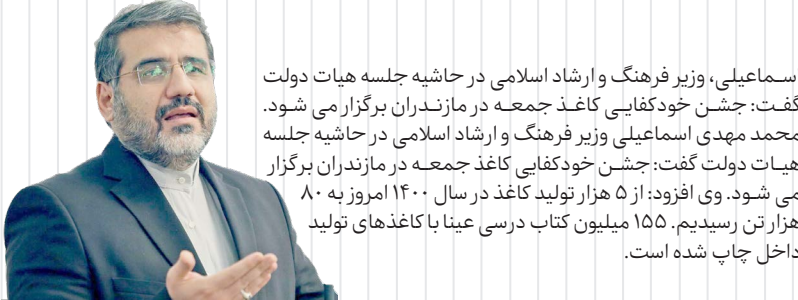 سماعیلی، وزیر فرهنگ و ارشاد اسلامی در حاشیه جلسه هیات دولت
گفت: جشن خودکفایی کاغذ جمعه در مازندران برگزار می شود.
محمد مهدی اسماعیلی وزیر فرهنگ و ارشاد اسلامی در حاشیه جلسه
هیات دولت گفت: جشن خودکفایی کاغذ جمعه در مازندران برگزار
می شود. وی افزود: از ۵ هزار تولید کاغذ در سال ۱۴۰۰ امروز به ۸۰
هزار تن رسیدیم. ۱۵۵ میلیون کتاب درسی عینا با کاغذهای تولید
داخل چاپ شده است.